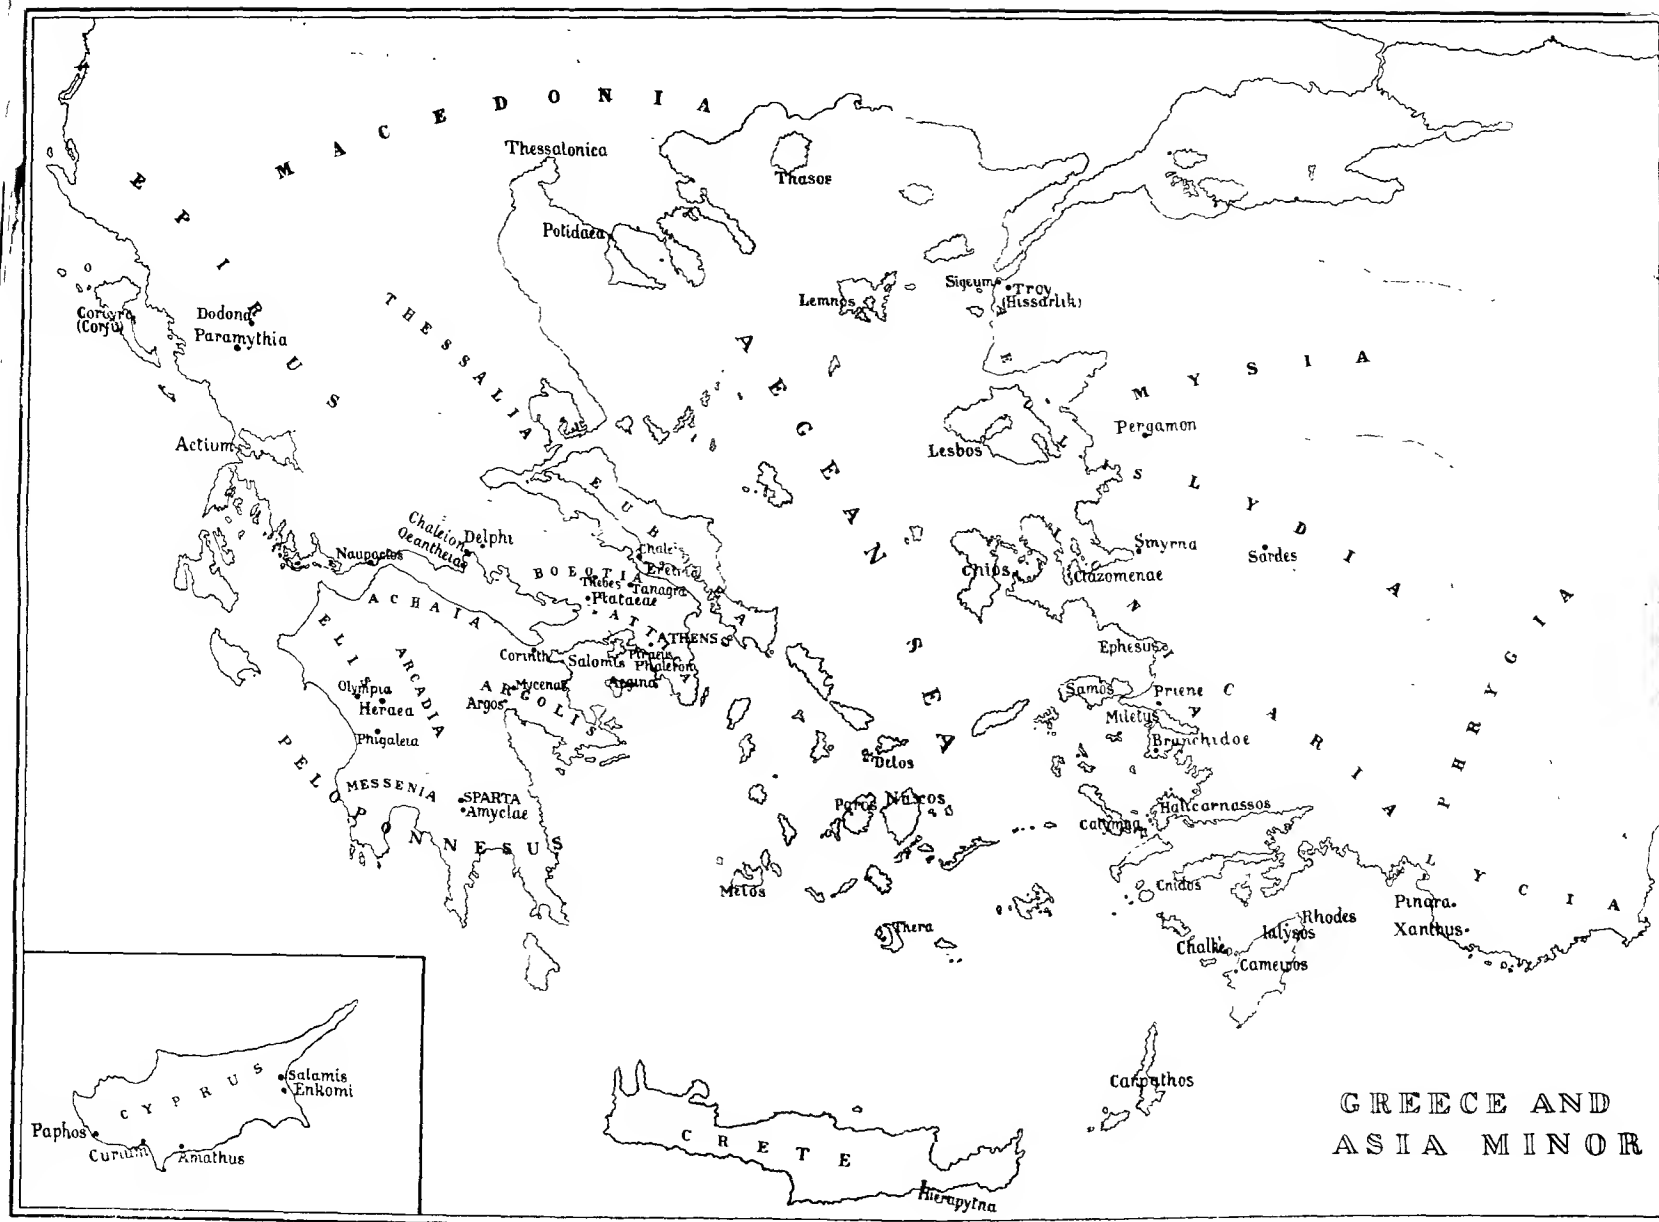 MACEDONIA
Thessalonica
Thasos
EPIRUS
Potidaea
Sigeum
Troy
(Hissarlik)
Lemnos
Corcyra
(Corfu)
Dodona
Paramythia
THESSALIA
AEGEAN SEA
MYSIA
Pergamon
Actium
Lesbos
LYDIA
EUBOEA
Chaleion
Oeantheia
Delphi
Naupactos
Smyrna
Sardes
Chios
Clazomenae
Eretria
BOEOTIA
Thebes
Tanagra
Plataeae
ACHAIA
ATTICA
ATHENS
PHRYGIA
ELIS
ARCADIA
Corinth
Salamis
Piraeus
Phaleron
Ephesus
Olympia
Heraea
Mycenae
Argos
ARGOLIS
Aegina
Samos
Priene
CARIA
Miletus
Phigaleia
Branchidae
Delos
PELOPONNESUS
MESSENIA
SPARTA
Amyclae
Paros
Naxos
Halicarnassos
Calymna
Melos
Cnidos
LYCIA
Pinara
Xanthus
Thera
Rhodes
Ialysos
Chalke
Cameiros
CYPRUS
Salamis
Enkomi
Paphos
Curium
Amathus
Carpathos
CRETE
Hierapytna
GREECE AND
ASIA MINOR